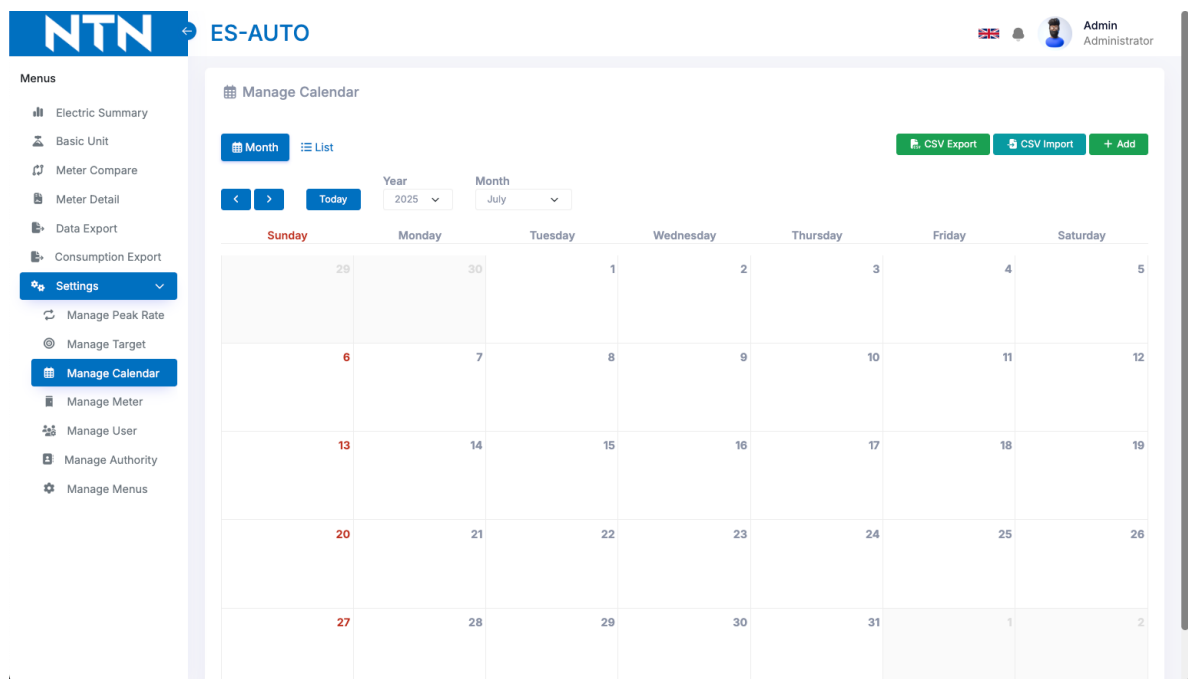 NTN
ES-AUTO
Admin
Administrator
Menus
Electric Summary
Basic Unit
Meter Compare
Meter Detail
Data Export
Consumption Export
Settings
Manage Peak Rate
Manage Target
Manage Calendar
Manage Meter
Manage User
Manage Authority
Manage Menus
Manage Calendar
Month List CSV Export CSV Import + Add
Year Month
< > Today 2025 July
Sunday Monday Tuesday Wednesday Thursday Friday Saturday
29 30 1 2 3 4 5
6 7 8 9 10 11 12
13 14 15 16 17 18 19
20 21 22 23 24 25 26
27 28 29 30 31 1 2